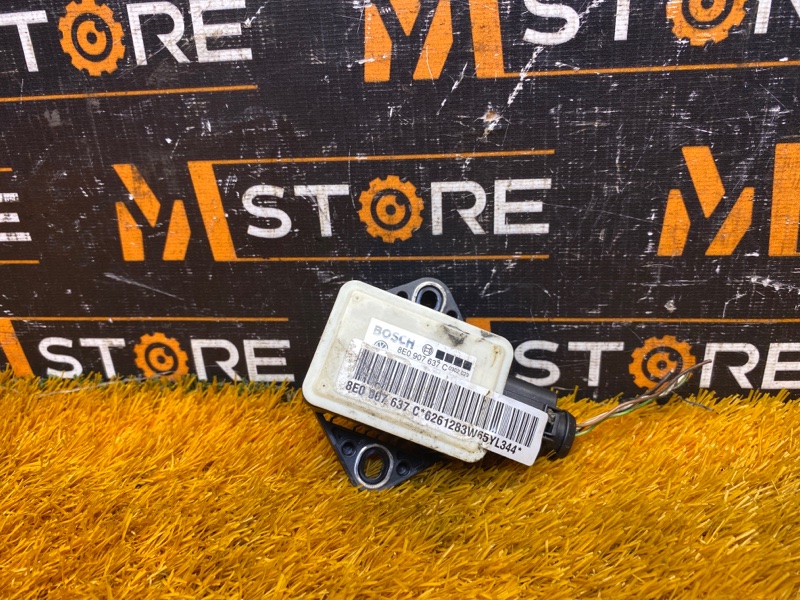 STORE
M STORE
M STORE
M
STORE
M STORE
BOSCH
8E0 907 637 C
8E0 907 637 C*6261283W65YL344*